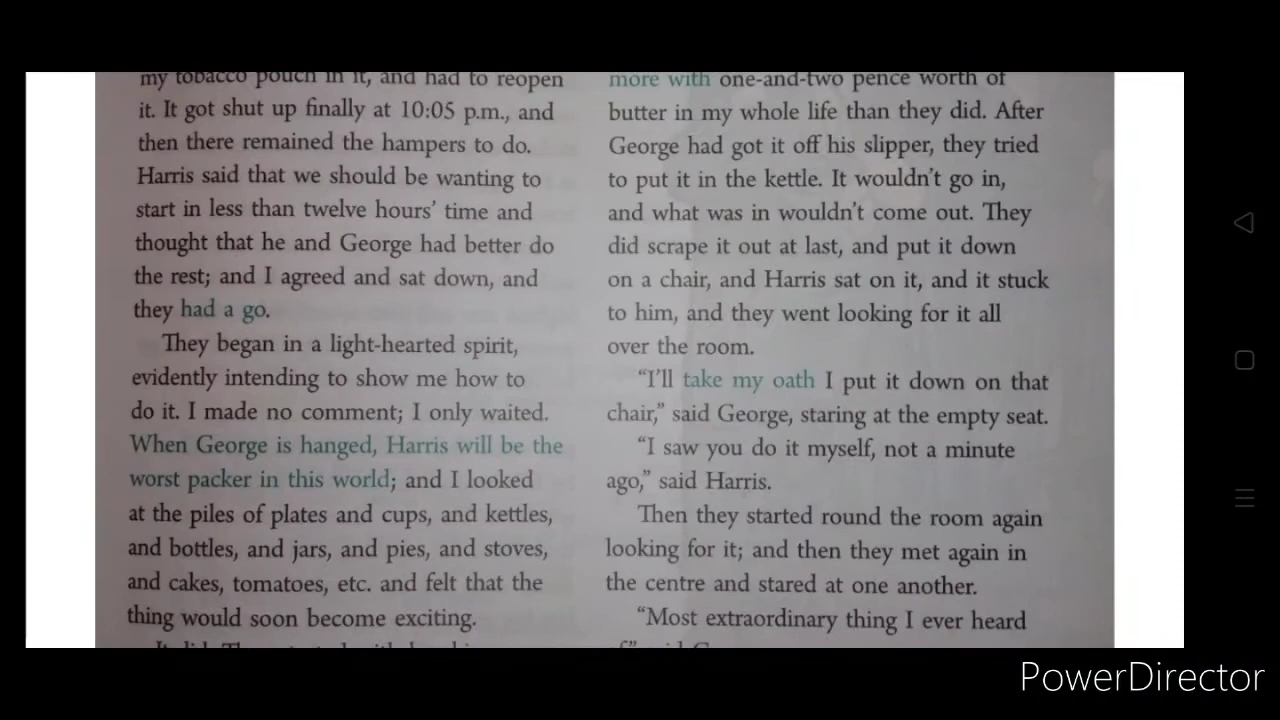 my tobacco pouch in it, and had to reopen
it. It got shut up finally at 10:05 p.m., and
then there remained the hampers to do.
Harris said that we should be wanting to
start in less than twelve hours’ time and
thought that he and George had better do
the rest; and I agreed and sat down, and
they had a go.
They began in a light-hearted spirit,
evidently intending to show me how to
do it. I made no comment; I only waited.
When George is hanged, Harris will be the
worst packer in this world; and I looked
at the piles of plates and cups, and kettles,
and bottles, and jars, and pies, and stoves,
and cakes, tomatoes, etc. and felt that the
thing would soon become exciting.
more with one-and-two pence worth of
butter in my whole life than they did. After
George had got it off his slipper, they tried
to put it in the kettle. It wouldn’t go in,
and what was in wouldn’t come out. They
did scrape it out at last, and put it down
on a chair, and Harris sat on it, and it stuck
to him, and they went looking for it all
over the room.
“I’ll take my oath I put it down on that
chair,” said George, staring at the empty seat.
“I saw you do it myself, not a minute
ago,” said Harris.
Then they started round the room again
looking for it; and then they met again in
the centre and stared at one another.
“Most extraordinary thing I ever heard
PowerDirector